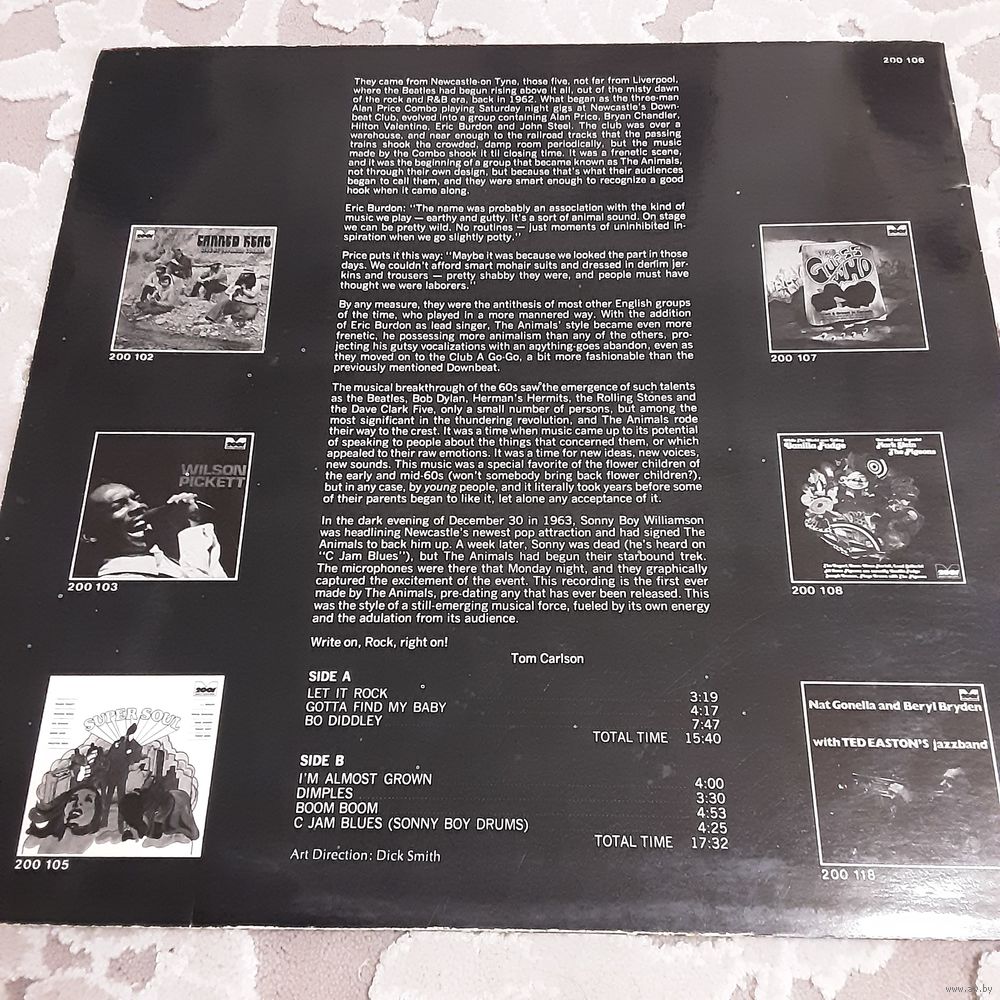 200 106
They came from Newcastle-on Tyne, those five, not far from Liverpool,
where the Beatles had begun rising above it all, out of the misty dawn
of the rock and R&B era, back in 1962. What began as the three-man
Alan Price Combo playing Saturday night gigs at Newcastle's Down-
beat Club, evolved into a group containing Alan Price, Bryan Chandler,
Hilton Valentine, Eric Burdon and John Steel. The club was over a
warehouse, and near enough to the railroad tracks that the passing
trains shook the crowded, damp room periodically, but the music
made by the Combo shook it til closing time. It was a frenetic scene,
and it was the beginning of a group that became known as The Animals,
not through their own design, but because that's what their audiences
began to call them, and they were smart enough to recognize a good
hook when it came along.
Eric Burdon: "The name was probably an association with the kind of
music we play — earthy and gutty. It's a sort of animal sound. On stage
we can be pretty wild. No routines — just moments of uninhibited in-
spiration when we go slightly potty."
Price puts it this way: "Maybe it was because we looked the part in those
days. We couldn't afford smart mohair suits and dressed in denim jer-
kins and trousers — pretty shabby they were, and people must have
thought we were laborers."
By any measure, they were the antithesis of most other English groups
of the time, who played in a more mannered way. With the addition
of Eric Burdon as lead singer, The Animals' style became even more
frenetic, he possessing more animalism than any of the others, pro-
jecting his gutsy vocalizations with an anything-goes abandon, even as
they moved on to the Club A Go-Go, a bit more fashionable than the
previously mentioned Downbeat.
The musical breakthrough of the 60s saw the emergence of such talents
as the Beatles, Bob Dylan, Herman's Hermits, the Rolling Stones and
the Dave Clark Five, only a small number of persons, but among the
most significant in the thundering revolution, and The Animals rode
their way to the crest. It was a time when music came up to its potential
of speaking to people about the things that concerned them, or which
appealed to their raw emotions. It was a time for new ideas, new voices,
new sounds. This music was a special favorite of the flower children of
the early and mid-60s (won't somebody bring back flower children?),
but in any case, by young people, and it literally took years before some
of their parents began to like it, let alone any acceptance of it.
In the dark evening of December 30 in 1963, Sonny Boy Williamson
was headlining Newcastle's newest pop attraction and had signed The
Animals to back him up. A week later, Sonny was dead (he's heard on
"C Jam Blues"), but The Animals had begun their starbound trek.
The microphones were there that Monday night, and they graphically
captured the excitement of the event. This recording is the first ever
made by The Animals, pre-dating any that has ever been released. This
was the style of a still-emerging musical force, fueled by its own energy
and the adulation from its audience.
Write on, Rock, right on!
Tom Carlson
SIDE A
LET IT ROCK 3:19
GOTTA FIND MY BABY 4:17
BO DIDDLEY 7:47
TOTAL TIME 15:40
SIDE B
I'M ALMOST GROWN 4:00
DIMPLES 3:30
BOOM BOOM 4:53
C JAM BLUES (SONNY BOY DRUMS) 4:25
TOTAL TIME 17:32
Art Direction: Dick Smith
CANNED HEAT
200 102
WILSON
PICKETT
200 103
2001
SUPER SOUL
200 105
GUESS
WHO
200 107
Vanilla Fudge
The Pigeons
200 108
Nat Gonella and Beryl Bryden
with TED EASTON'S jazzband
200 118
www.ay.by